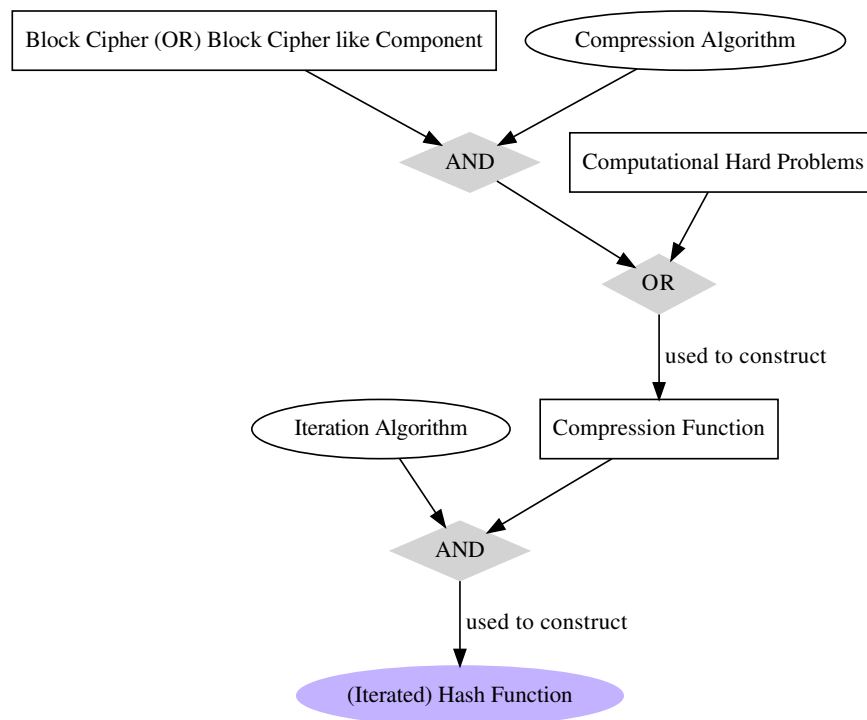 Block Cipher (OR) Block Cipher like Component
Compression Algorithm
AND
Computational Hard Problems
OR
used to construct
Iteration Algorithm
Compression Function
AND
used to construct
(Iterated) Hash Function